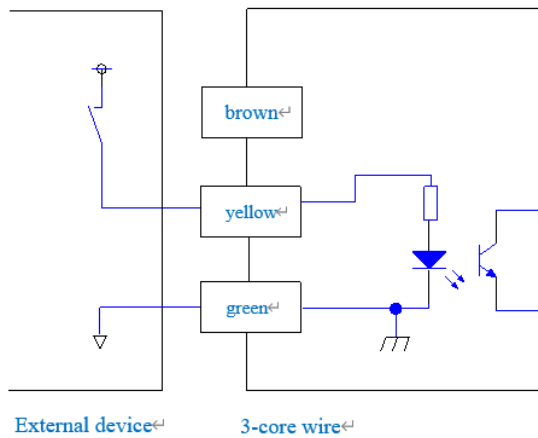 brown↵
yellow↵
green↵
External device↵
3-core wire↵